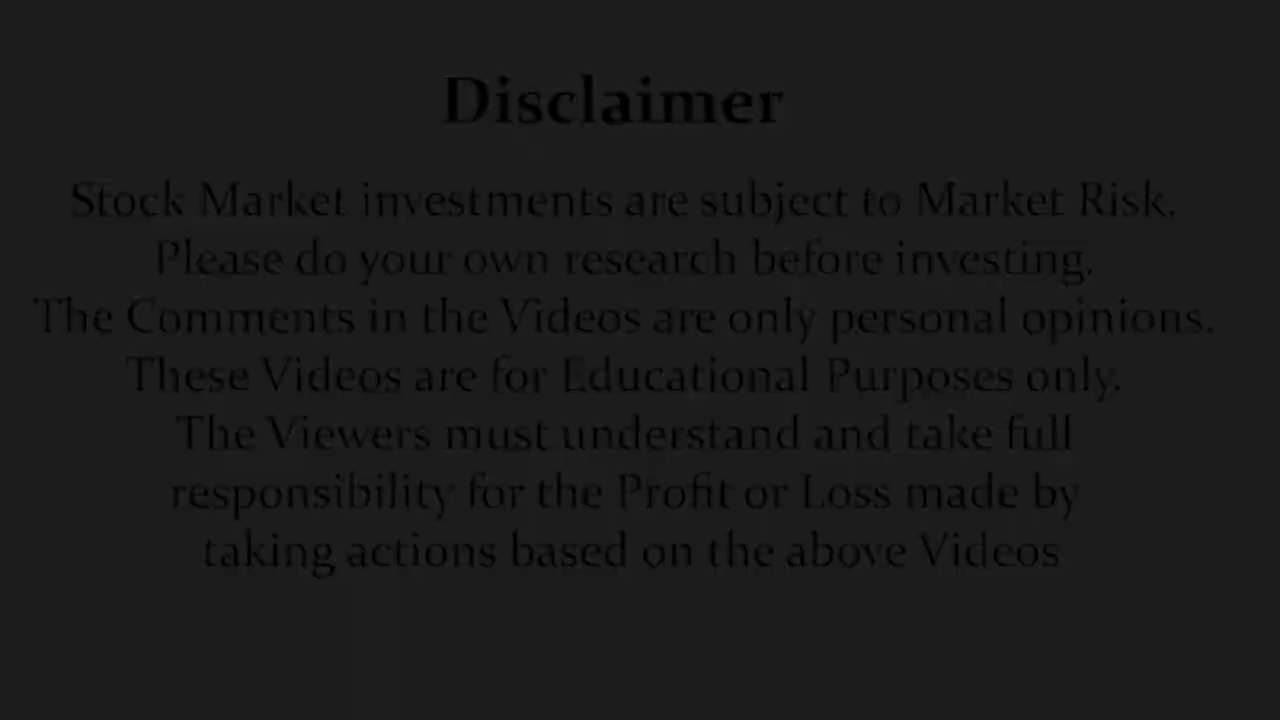 Disclaimer
Stock Market investments are subject to Market Risk.
Please do your own research before investing.
The Comments in the Videos are only personal opinions.
These Videos are for Educational Purposes only.
The Viewers must understand and take full
responsibility for the Profit or Loss made by
taking actions based on the above Videos